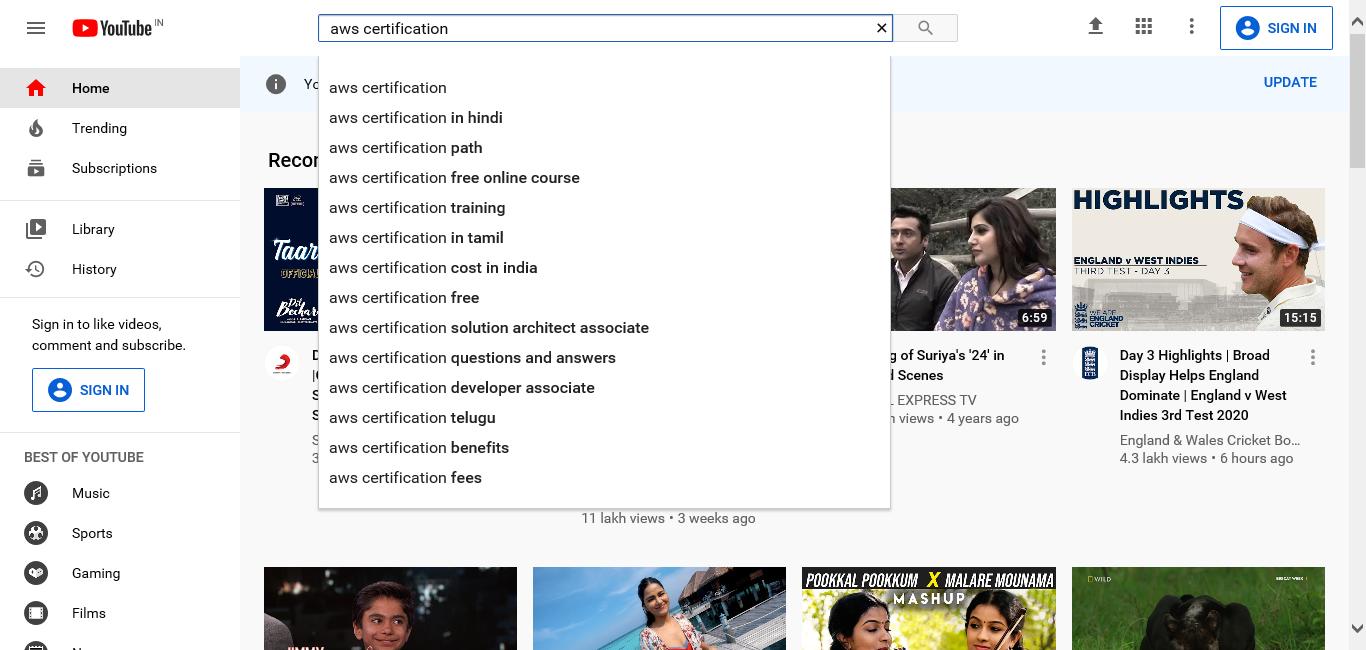 YouTube IN
aws certification
SIGN IN
Home
Trending
Subscriptions
Library
History
Sign in to like videos,
comment and subscribe.
SIGN IN
BEST OF YOUTUBE
Music
Sports
Gaming
Films
UPDATE
aws certification
aws certification in hindi
aws certification path
aws certification free online course
aws certification training
aws certification in tamil
aws certification cost in india
aws certification free
aws certification solution architect associate
aws certification questions and answers
aws certification developer associate
aws certification telugu
aws certification benefits
aws certification fees
11 lakh views • 3 weeks ago
6:59
g of Suriya's '24' in
d Scenes
EXPRESS TV
views • 4 years ago
HIGHLIGHTS
ENGLAND v WEST INDIES
THIRD TEST - DAY 3
WE ARE
ENGLAND
CRICKET
15:15
Day 3 Highlights | Broad
Display Helps England
Dominate | England v West
Indies 3rd Test 2020
England & Wales Cricket Bo...
4.3 lakh views • 6 hours ago
POOKKAL POOKKUM X MALARE MOUNAMA
MASHUP
WILD